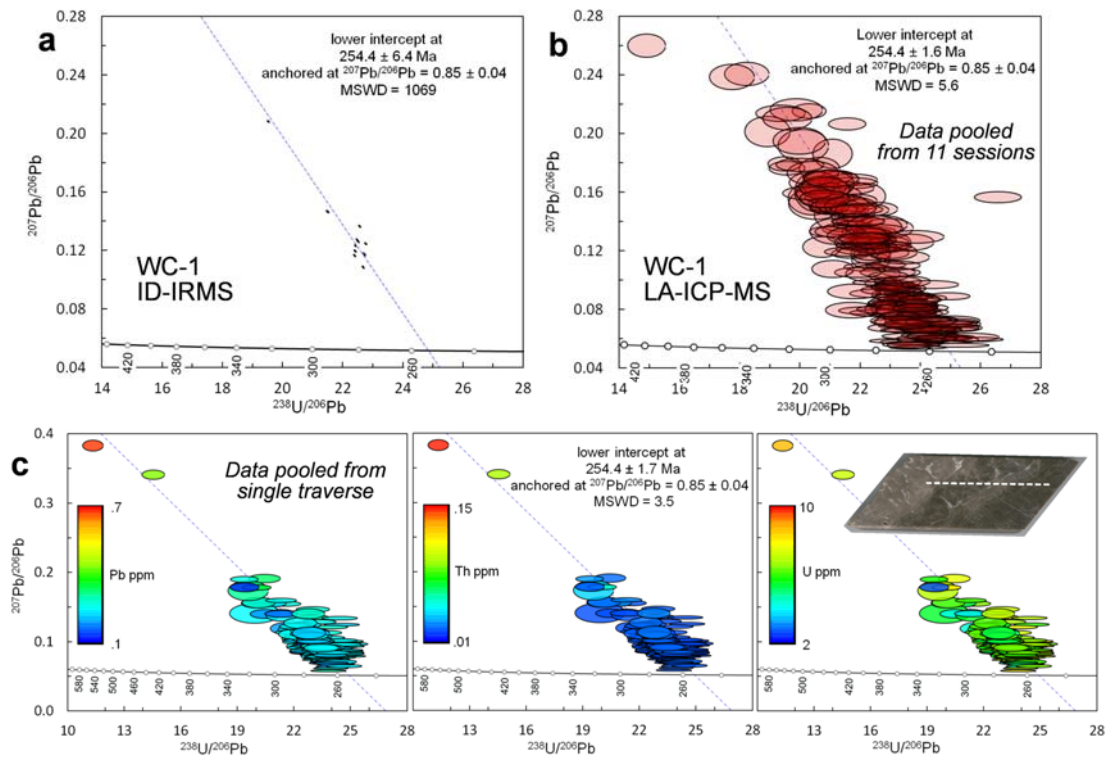 a
0.28
0.24
0.20
0.16
0.12
0.08
0.04
²⁰⁷Pb/²⁰⁶Pb
lower intercept at
254.4 ± 6.4 Ma
anchored at ²⁰⁷Pb/²⁰⁶Pb = 0.85 ± 0.04
MSWD = 1069
WC-1
ID-IRMS
420
380
340
300
260
14
16
18
20
22
24
26
28
²³⁸U/²⁰⁶Pb
b
0.28
0.24
0.20
0.16
0.12
0.08
0.04
²⁰⁷Pb/²⁰⁶Pb
Lower intercept at
254.4 ± 1.6 Ma
anchored at ²⁰⁷Pb/²⁰⁶Pb = 0.85 ± 0.04
MSWD = 5.6
Data pooled
from 11 sessions
WC-1
LA-ICP-MS
420
380
340
300
260
14
16
18
20
22
24
26
28
²³⁸U/²⁰⁶Pb
c
0.4
0.3
0.2
0.1
0.0
²⁰⁷Pb/²⁰⁶Pb
Data pooled from
single traverse
.7
Pb ppm
.1
580
540
500
460
420
380
340
300
260
10
13
16
19
22
25
28
²³⁸U/²⁰⁶Pb
lower intercept at
254.4 ± 1.7 Ma
anchored at ²⁰⁷Pb/²⁰⁶Pb = 0.85 ± 0.04
MSWD = 3.5
.15
Th ppm
.01
580
540
500
460
420
380
340
300
260
10
13
16
19
22
25
28
²³⁸U/²⁰⁶Pb
10
U ppm
2
580
540
500
460
420
380
340
300
260
10
13
16
19
22
25
28
²³⁸U/²⁰⁶Pb